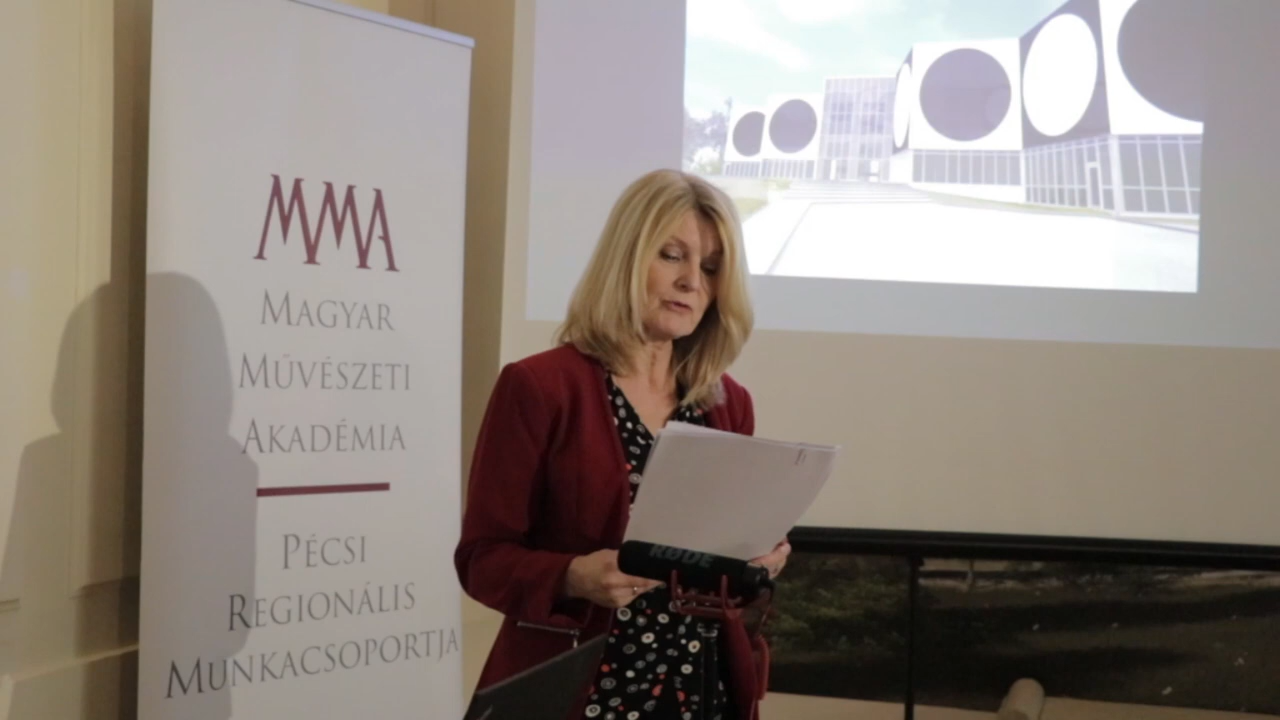 MMA
MAGYAR
MŰVÉSZETI
AKADÉMIA
PÉCSI
REGIONÁLIS
MUNKACSOPORTJA
RØDE